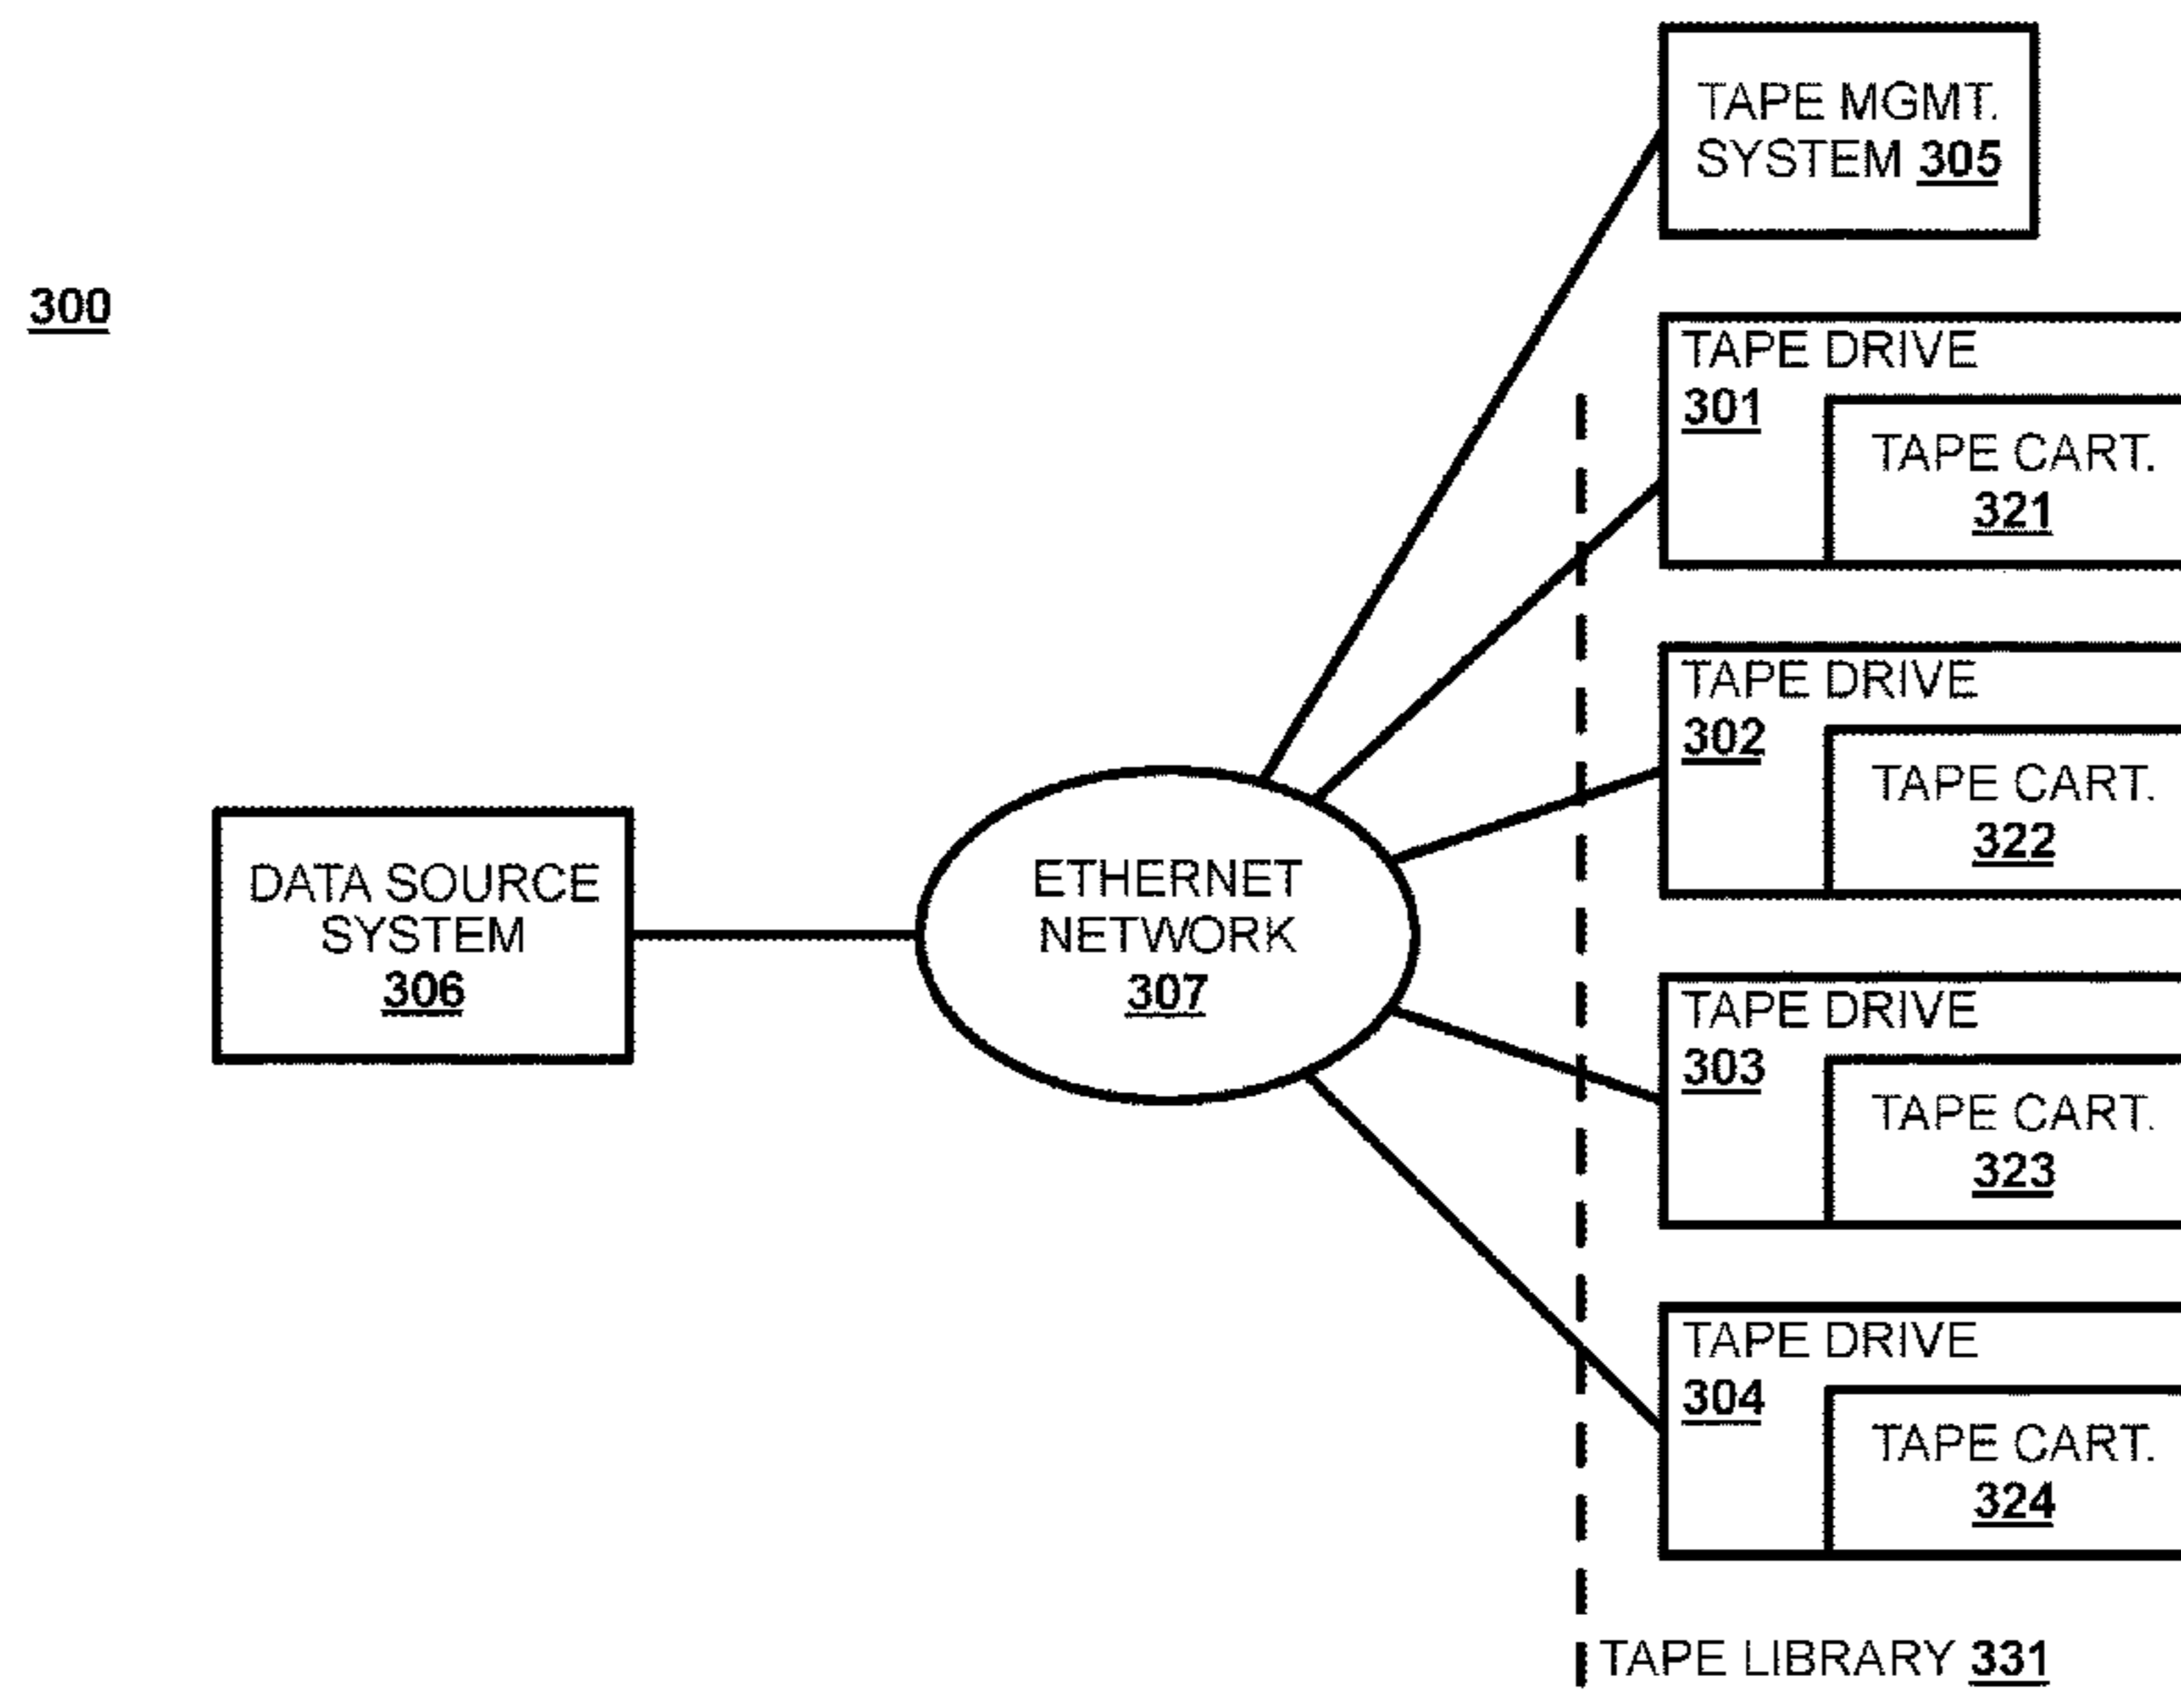 TAPE MGMT.
SYSTEM 305
300
TAPE DRIVE
301
TAPE CART.
321
TAPE DRIVE
302
TAPE CART.
322
DATA SOURCE
SYSTEM
306
ETHERNET
NETWORK
307
TAPE DRIVE
303
TAPE CART.
323
TAPE DRIVE
304
TAPE CART.
324
TAPE LIBRARY 331